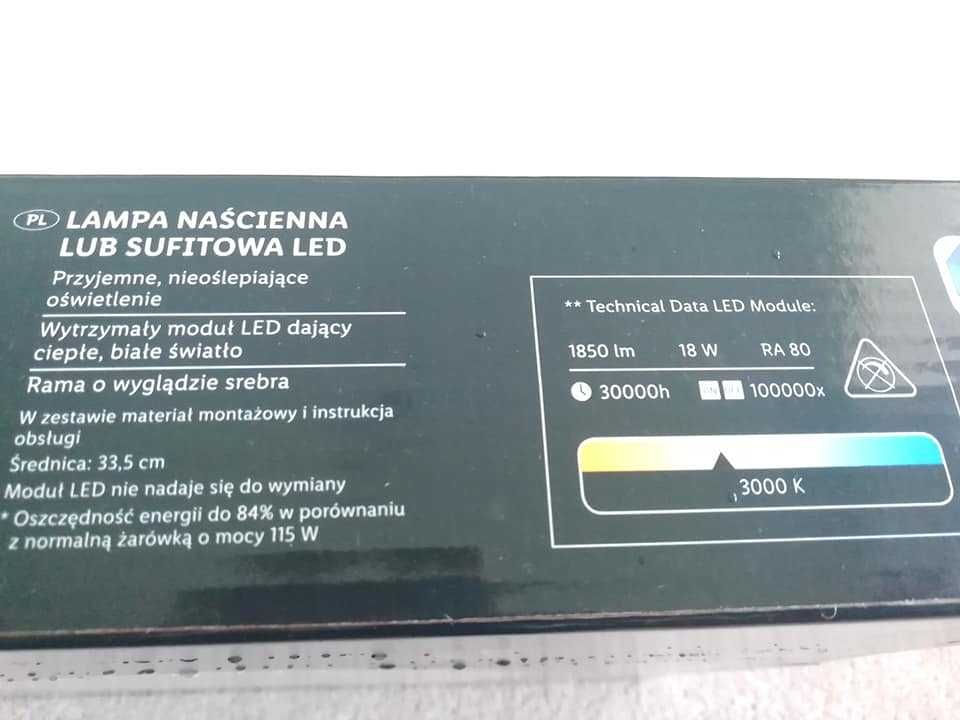 PL LAMPA NAŚCIENNA
LUB SUFITOWA LED
Przyjemne, nieoślepiające
oświetlenie
Wytrzymały moduł LED dający
ciepłe, białe światło
Rama o wyglądzie srebra
W zestawie materiał montażowy i instrukcja
obsługi
Średnica: 33,5 cm
Moduł LED nie nadaje się do wymiany
* Oszczędność energii do 84% w porównaniu
z normalną żarówką o mocy 115 W
** Technical Data LED Module:
1850 lm 18 W RA 80
30000h ON OFF 100000x
3000 K